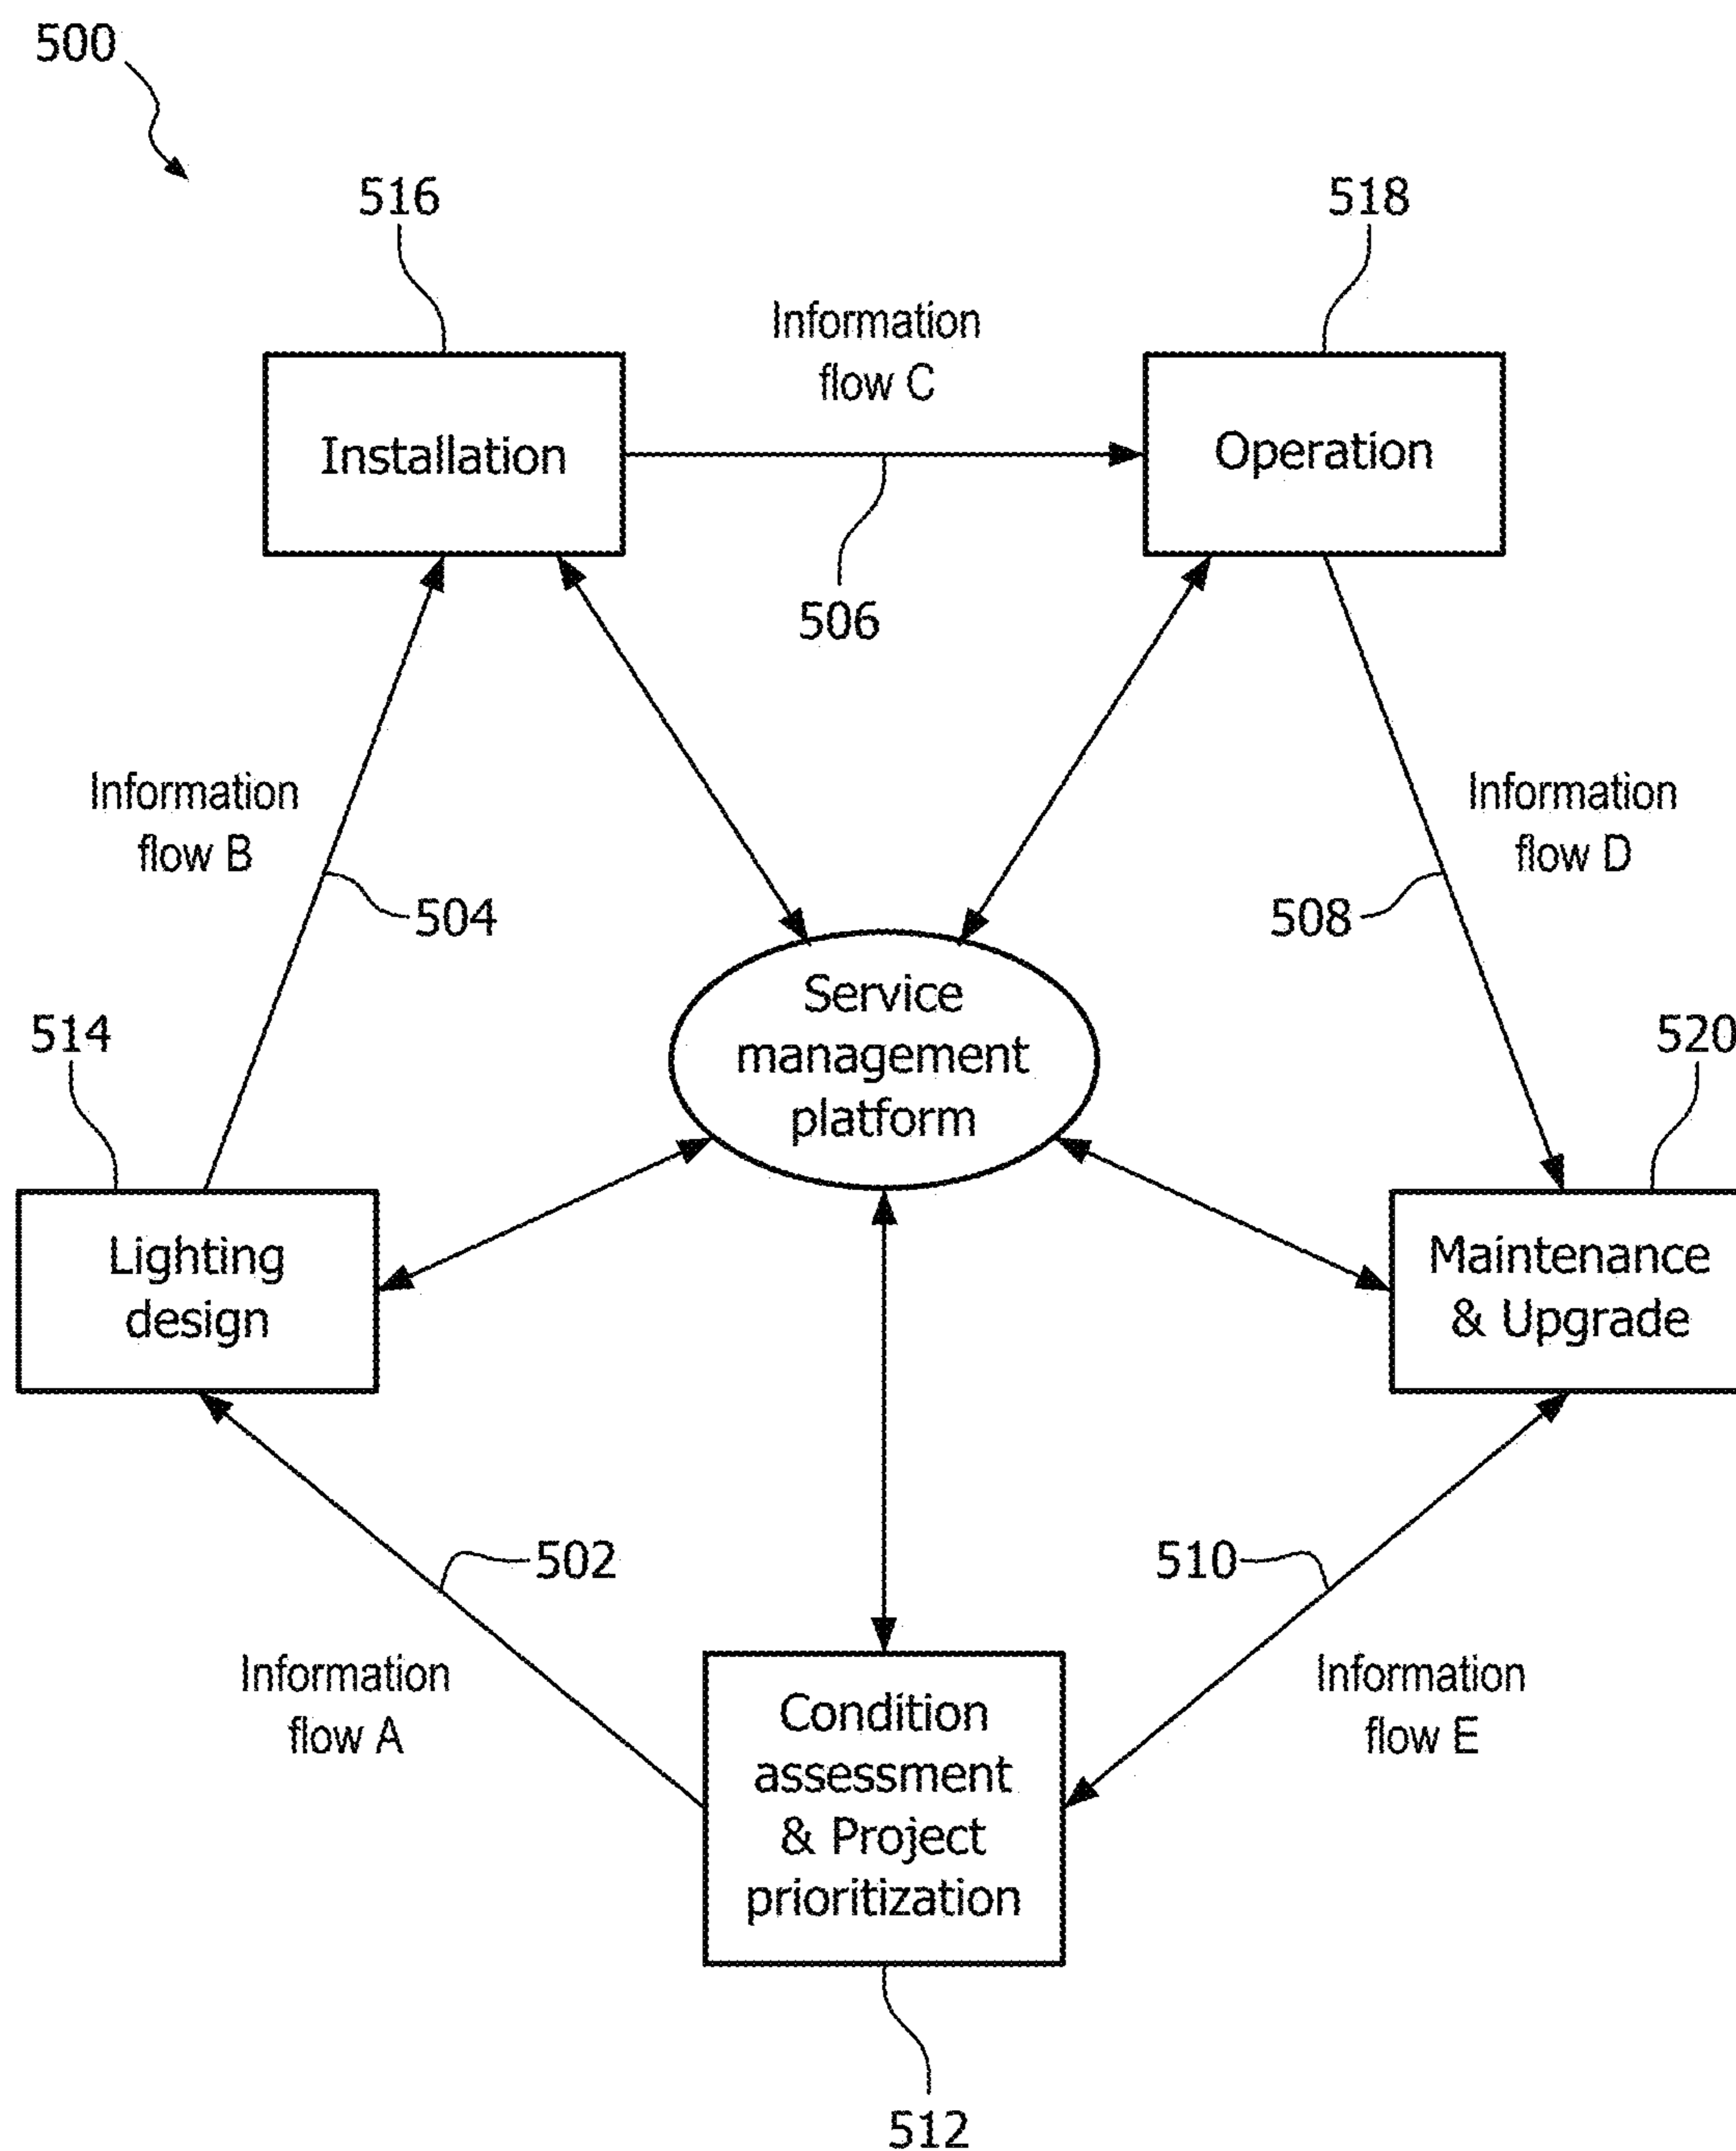 500
516
518
Information
flow C
Installation
Operation
506
Information
flow B
Information
flow D
504
508
Service
management
platform
514
520
Lighting
design
Maintenance
& Upgrade
502
510
Information
flow A
Information
flow E
Condition
assessment
& Project
prioritization
512